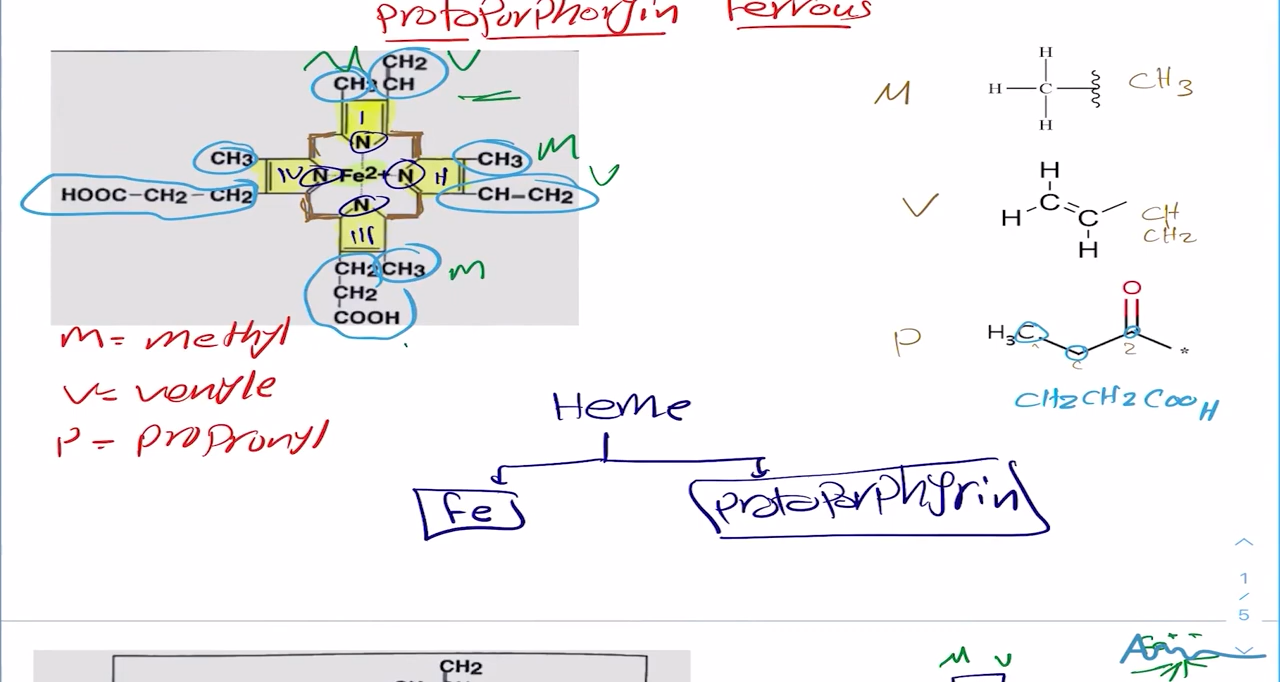 Protoporphoryin Ferrous
M CH2 V
CH3 CH
I
N
CH3 CH3 M
IV N Fe2+ N II V
HOOC-CH2-CH2 CH-CH2
N
III
CH2 CH3 m
CH2
COOH
m= methyl
v= venyle
P= ProPronyl
M
H
H C CH3
H
V
H
H C C CH
H CH2
P
O
H3C *
2
CH2CH2COOH
Heme
Fe Protoporphyrin
1
/
5
M V
CH2